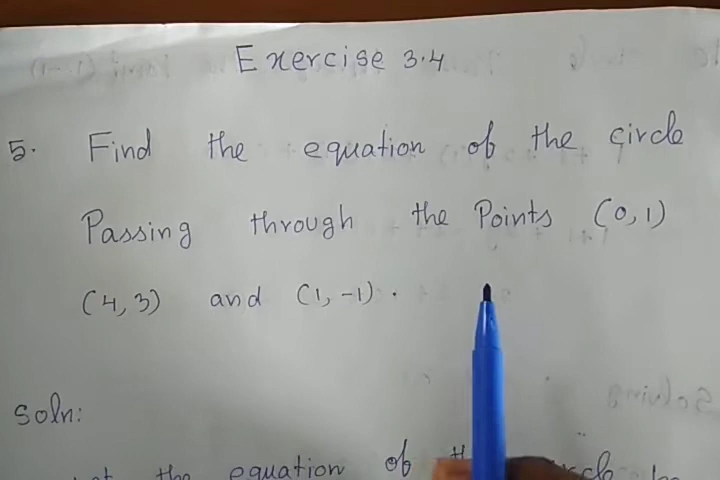 Exercise 3.4
5. Find the equation of the circle
Passing through the Points (0,1)
(4,3) and (1,-1).
Soln:
the equation of